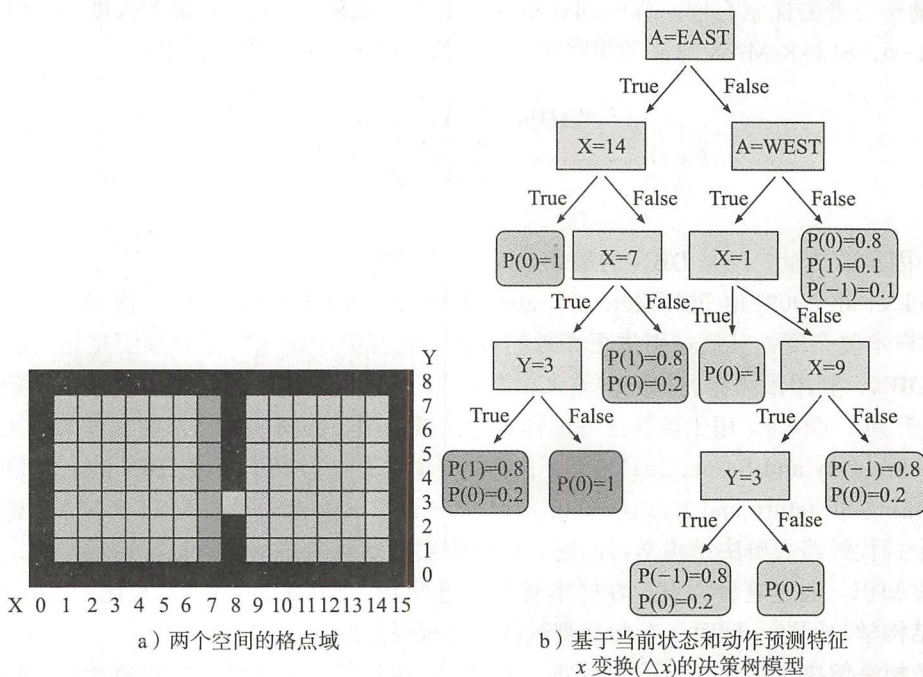 A=EAST
True
False
X=14
A=WEST
True
False
True
False
P(0)=1
X=7
X=1
P(0)=0.8
P(1)=0.1
P(-1)=0.1
True
False
True
False
Y=3
P(1)=0.8
P(0)=0.2
P(0)=1
X=9
True
False
True
False
P(1)=0.8
P(0)=0.2
P(0)=1
Y=3
P(-1)=0.8
P(0)=0.2
True
False
P(-1)=0.8
P(0)=0.2
P(0)=1
Y
8
7
6
5
4
3
2
1
0
X 0 1 2 3 4 5 6 7 8 9 10 11 12 13 14 15
a）两个空间的格点域
b）基于当前状态和动作预测特征
x 变换(△x)的决策树模型